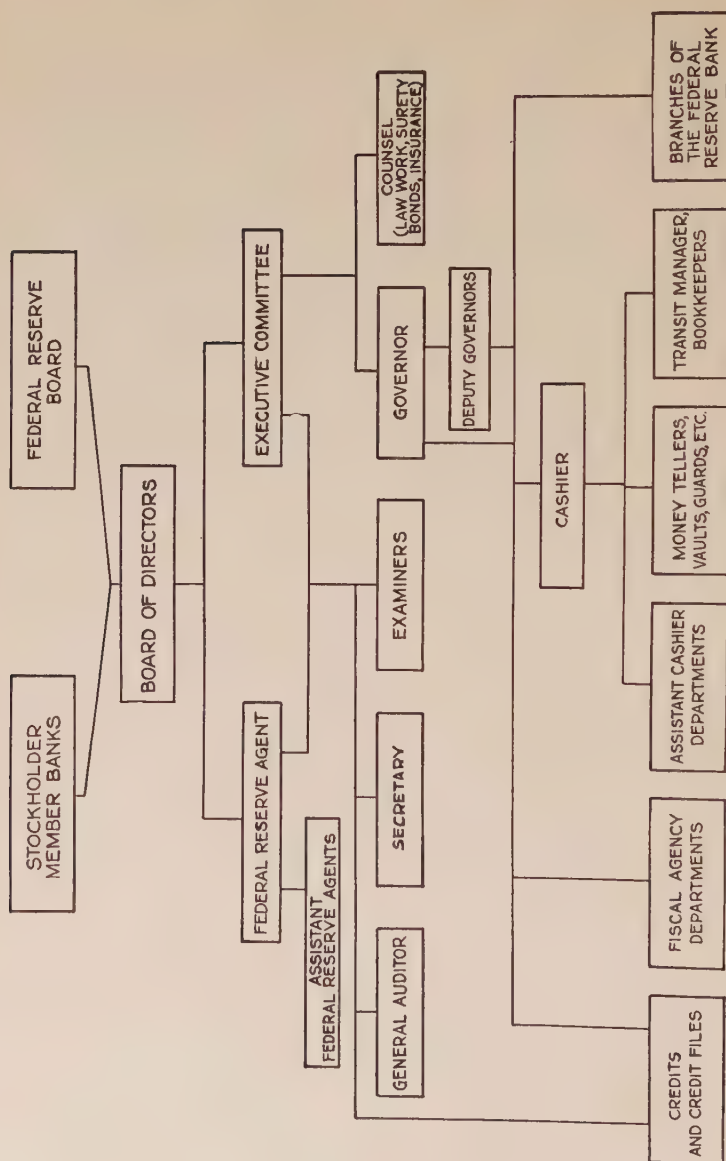 STOCKHOLDER
MEMBER BANKS
FEDERAL RESERVE
BOARD
BOARD OF DIRECTORS
FEDERAL RESERVE AGENT
EXECUTIVE COMMITTEE
ASSISTANT
FEDERAL RESERVE AGENTS
GENERAL AUDITOR
SECRETARY
EXAMINERS
GOVERNOR
COUNSEL
(LAW WORK, SURETY
BONDS, INSURANCE)
DEPUTY GOVERNORS
CASHIER
CREDITS
AND CREDIT FILES
FISCAL AGENCY
DEPARTMENTS
ASSISTANT CASHIER
DEPARTMENTS
MONEY TELLERS,
VAULTS, GUARDS, ETC.
TRANSIT MANAGER,
BOOKKEEPERS
BRANCHES OF
THE FEDERAL
RESERVE BANK